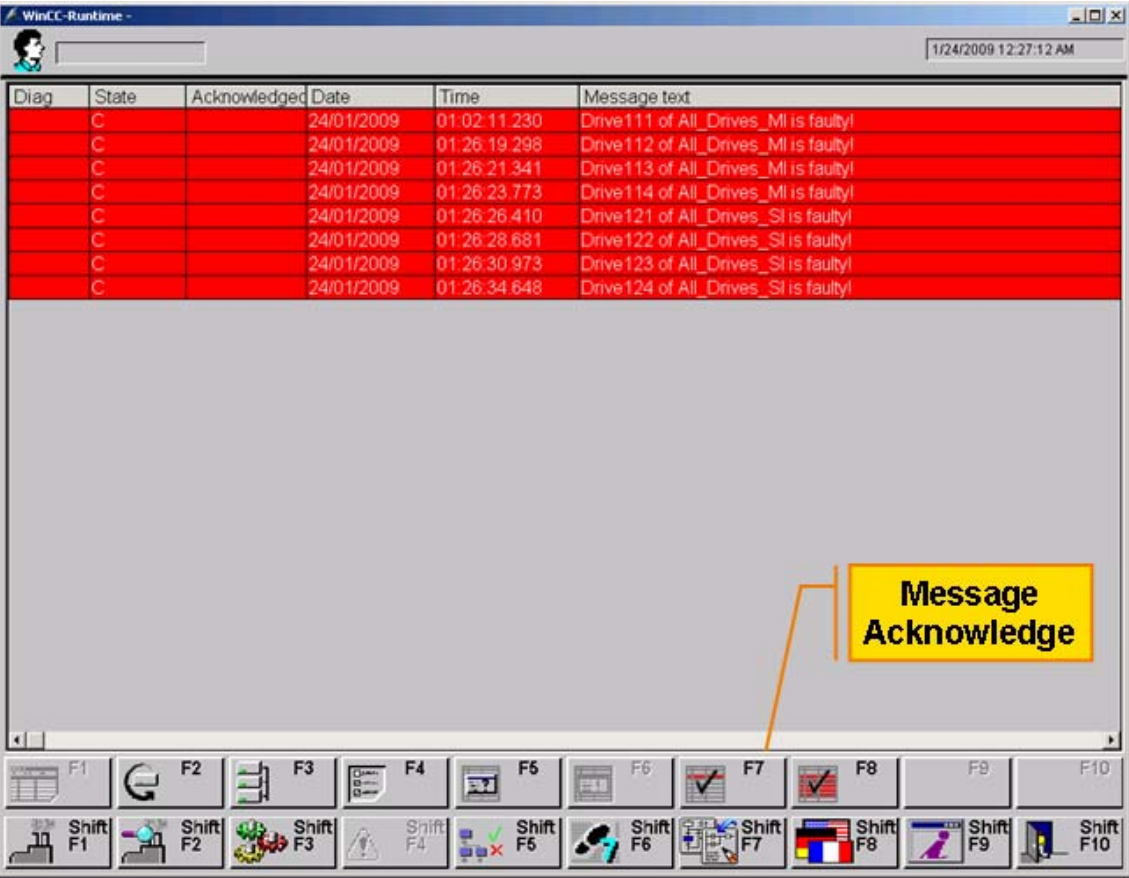 WinCC-Runtime -
1/24/2009 12:27:12 AM
Diag State Acknowledged Date Time Message text
C 24/01/2009 01:02:11.230 Drive111 of All_Drives_MI is faulty!
C 24/01/2009 01:26:19.298 Drive112 of All_Drives_MI is faulty!
C 24/01/2009 01:26:21.341 Drive113 of All_Drives_MI is faulty!
C 24/01/2009 01:26:23.773 Drive114 of All_Drives_MI is faulty!
C 24/01/2009 01:26:26.410 Drive121 of All_Drives_SI is faulty!
C 24/01/2009 01:26:28.681 Drive122 of All_Drives_SI is faulty!
C 24/01/2009 01:26:30.973 Drive123 of All_Drives_SI is faulty!
C 24/01/2009 01:26:34.648 Drive124 of All_Drives_SI is faulty!
Message
Acknowledge
F1 F2 F3 F4 F5 F6 F7 F8 F9 F10
Shift Shift Shift Shift Shift Shift Shift Shift Shift Shift
F1 F2 F3 F4 F5 F6 F7 F8 F9 F10